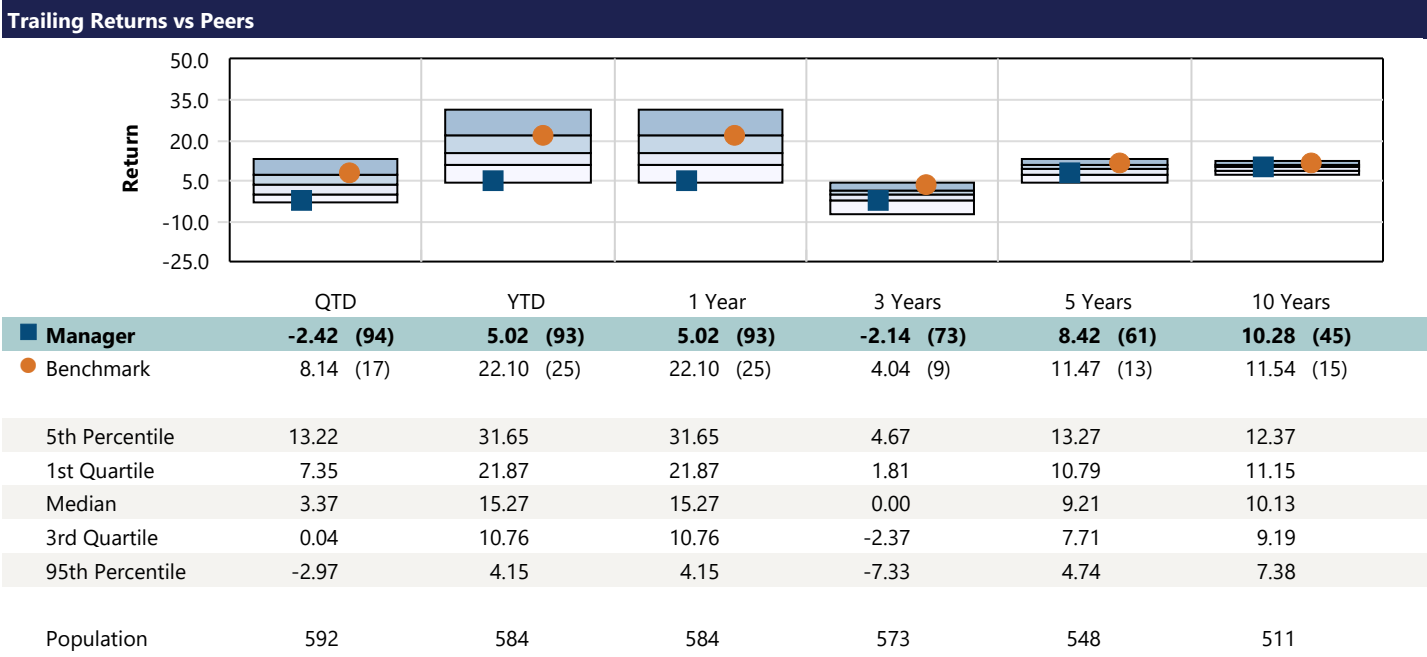 Trailing Returns vs Peers
50.0
35.0
20.0
5.0
-10.0
-25.0
Return
QTD YTD 1 Year 3 Years 5 Years 10 Years
Manager -2.42 (94) 5.02 (93) 5.02 (93) -2.14 (73) 8.42 (61) 10.28 (45)
Benchmark 8.14 (17) 22.10 (25) 22.10 (25) 4.04 (9) 11.47 (13) 11.54 (15)
5th Percentile 13.22 31.65 31.65 4.67 13.27 12.37
1st Quartile 7.35 21.87 21.87 1.81 10.79 11.15
Median 3.37 15.27 15.27 0.00 9.21 10.13
3rd Quartile 0.04 10.76 10.76 -2.37 7.71 9.19
95th Percentile -2.97 4.15 4.15 -7.33 4.74 7.38
Population 592 584 584 573 548 511